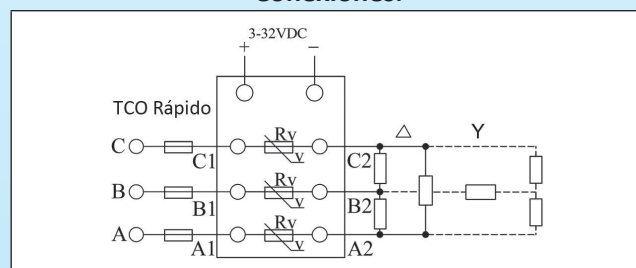 3-32VDC
+ −
TCO Rápido
△ Y
C C1 Rv v C2
B B1 Rv v B2
A A1 Rv v A2